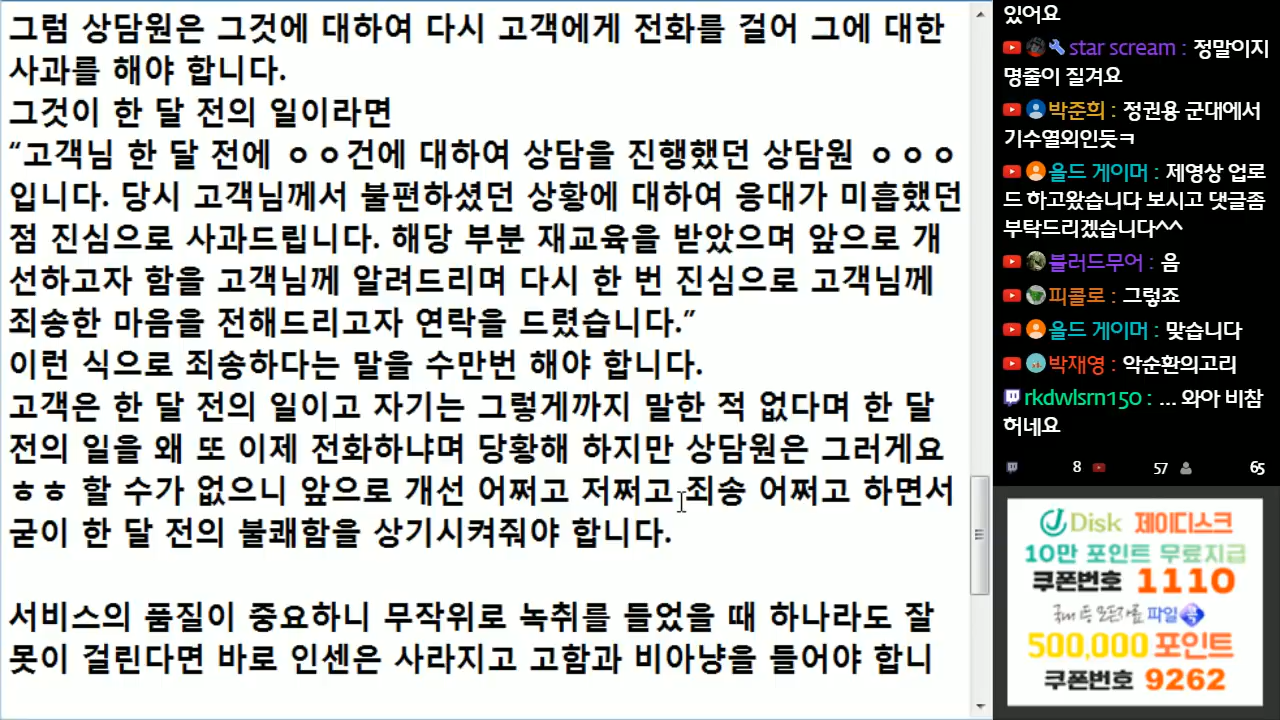 그럼 상담원은 그것에 대하여 다시 고객에게 전화를 걸어 그에 대한
사과를 해야 합니다.
그것이 한 달 전의 일이라면
“고객님 한 달 전에 ㅇㅇ건에 대하여 상담을 진행했던 상담원 ㅇㅇㅇ
입니다. 당시 고객님께서 불편하셨던 상황에 대하여 응대가 미흡했던
점 진심으로 사과드립니다. 해당 부분 재교육을 받았으며 앞으로 개
선하고자 함을 고객님께 알려드리며 다시 한 번 진심으로 고객님께
죄송한 마음을 전해드리고자 연락을 드렸습니다.”
이런 식으로 죄송하다는 말을 수만번 해야 합니다.
고객은 한 달 전의 일이고 자기는 그렇게까지 말한 적 없다며 한 달
전의 일을 왜 또 이제 전화하냐며 당황해 하지만 상담원은 그러게요
ㅎㅎ 할 수가 없으니 앞으로 개선 어쩌고 저쩌고 죄송 어쩌고 하면서
굳이 한 달 전의 불쾌함을 상기시켜줘야 합니다.
서비스의 품질이 중요하니 무작위로 녹취를 들었을 때 하나라도 잘
못이 걸린다면 바로 인센은 사라지고 고함과 비아냥을 들어야 합니
있어요
star scream : 정말이지
명줄이 질겨요
박준희 : 정권용 군대에서
기수열외인듯ㅋ
올드 게이머 : 제영상 업로
드 하고왔습니다 보시고 댓글좀
부탁드리겠습니다^^
블러드무어 : 음
피콜로 : 그렇죠
올드 게이머 : 맞습니다
박재영 : 악순환의고리
rkdwlsrn150 : ... 와아 비참
허네요
8 57 65
Disk 제이디스크
10만 포인트 무료지급
쿠폰번호 1110
국내 등 모든자료 파일콕
500,000 포인트
쿠폰번호 9262